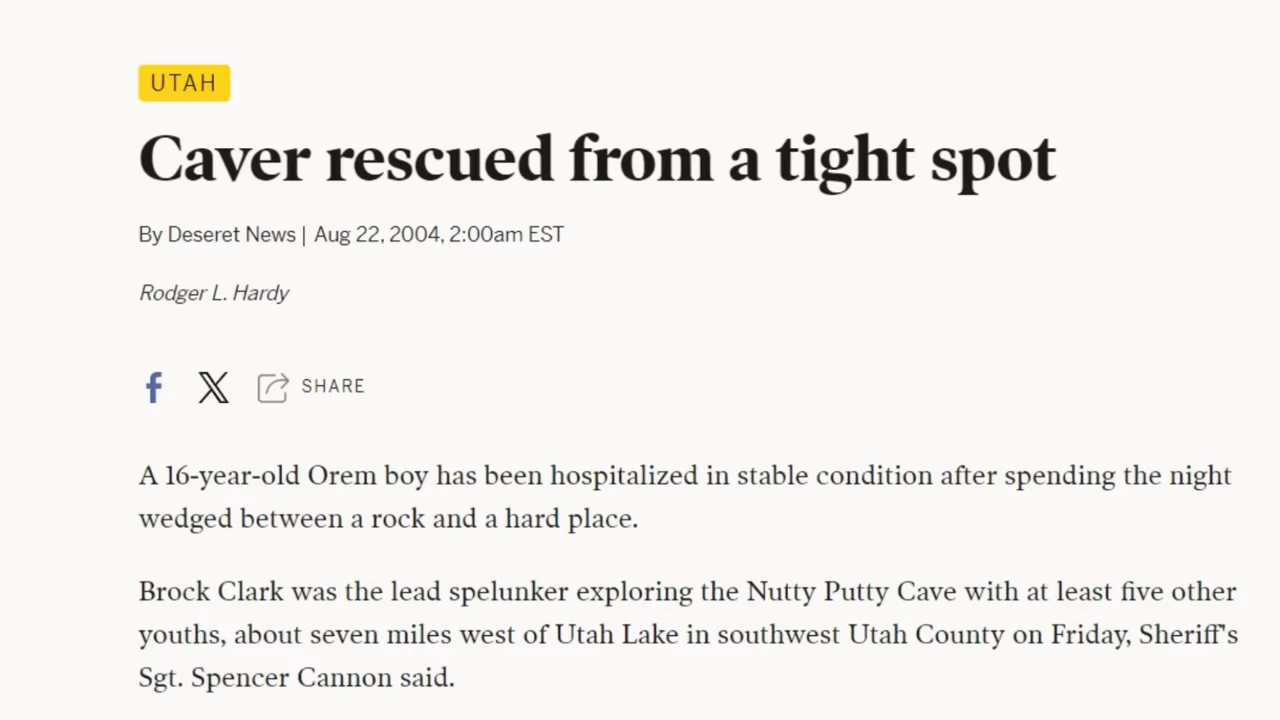 UTAH
Caver rescued from a tight spot
By Deseret News | Aug 22, 2004, 2:00am EST
Rodger L. Hardy
f X SHARE
A 16-year-old Orem boy has been hospitalized in stable condition after spending the night
wedged between a rock and a hard place.
Brock Clark was the lead spelunker exploring the Nutty Putty Cave with at least five other
youths, about seven miles west of Utah Lake in southwest Utah County on Friday, Sheriff's
Sgt. Spencer Cannon said.